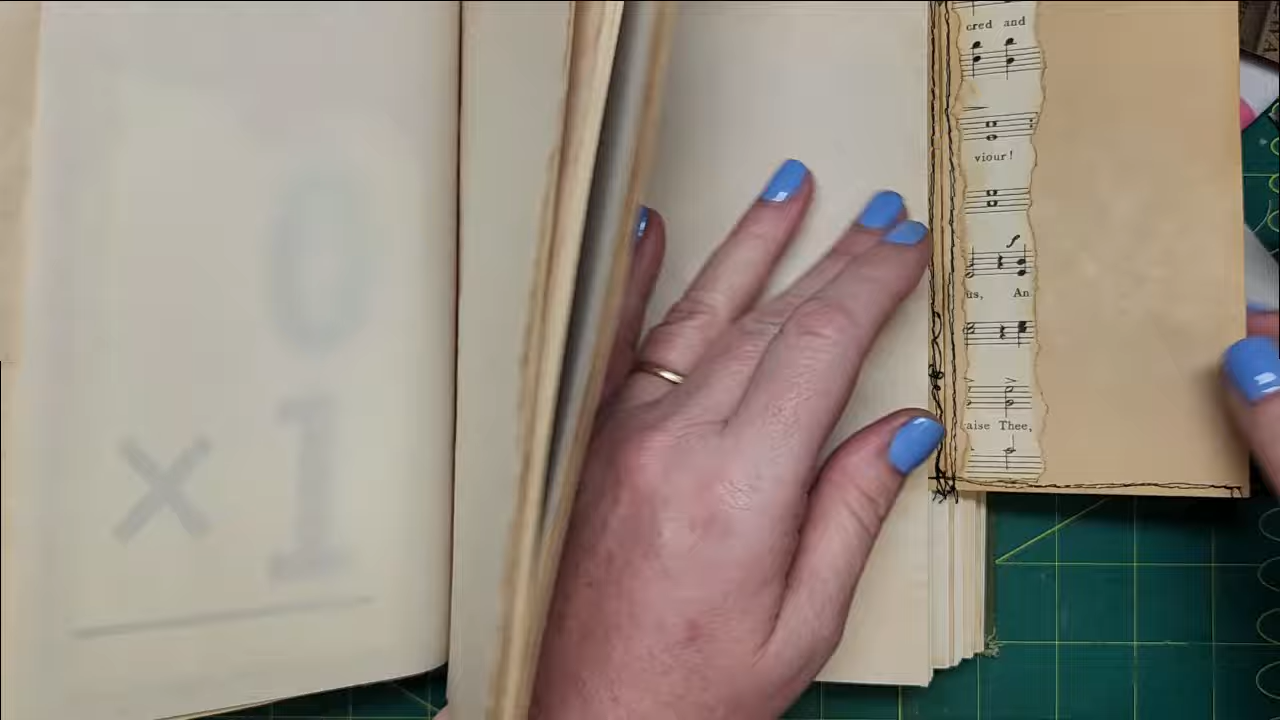 0
×1
cred and
viour!
us, An
aise Thee,